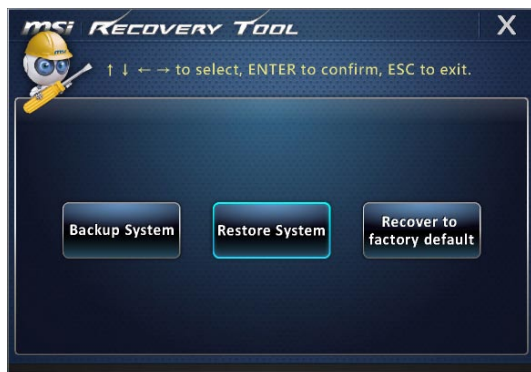 msi RECOVERY TOOL X
↑ ↓ ← → to select, ENTER to confirm, ESC to exit.
Backup System
Restore System
Recover to
factory default